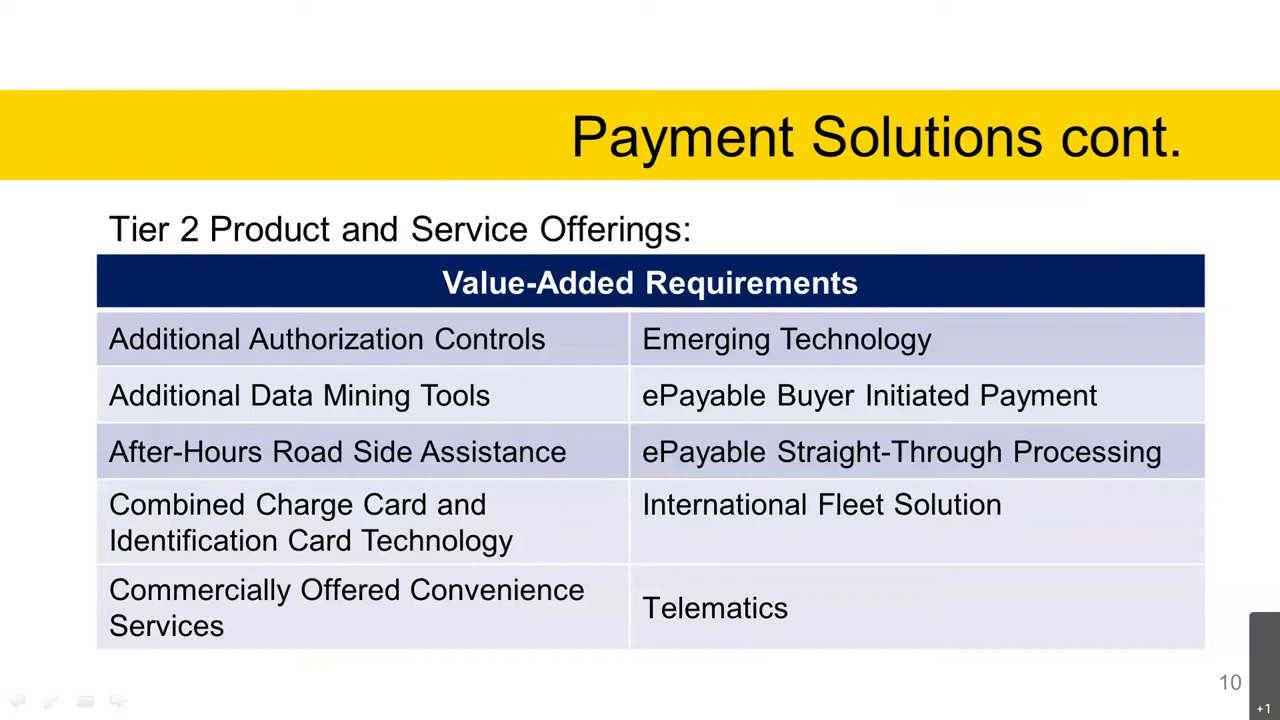 Payment Solutions cont.
Tier 2 Product and Service Offerings:
Value-Added Requirements
Additional Authorization Controls
Emerging Technology
Additional Data Mining Tools
ePayable Buyer Initiated Payment
After-Hours Road Side Assistance
ePayable Straight-Through Processing
Combined Charge Card and
Identification Card Technology
International Fleet Solution
Commercially Offered Convenience
Services
Telematics
10
+1